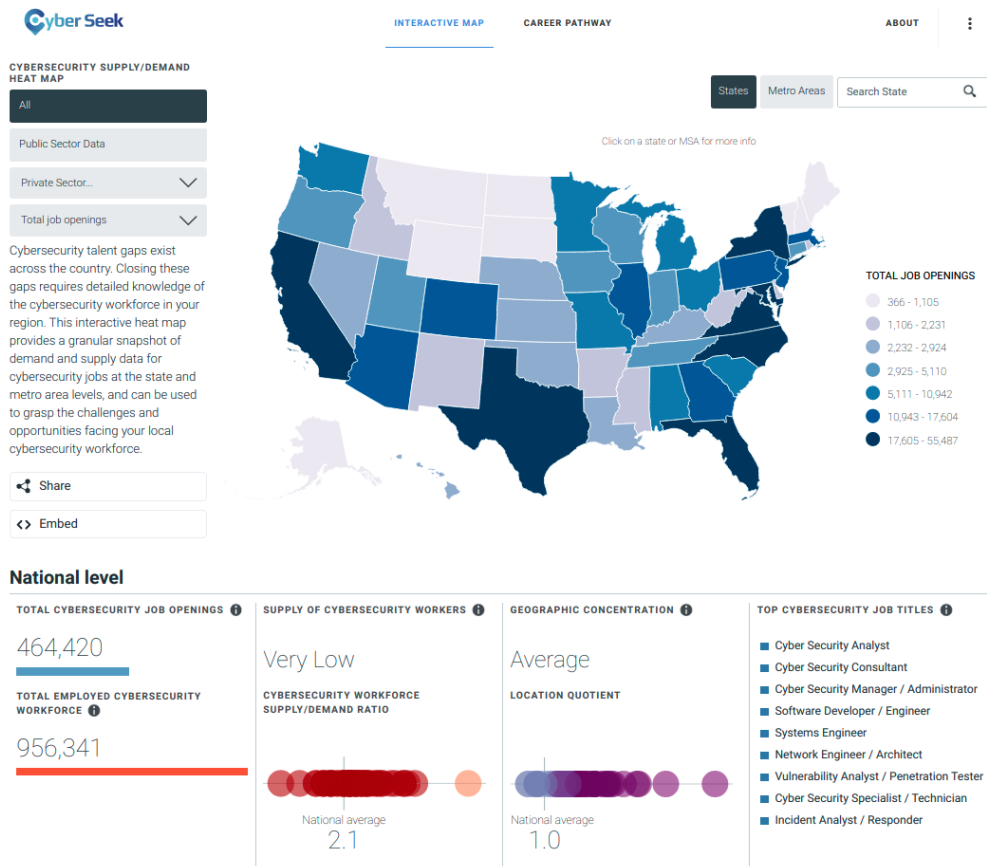 Cyber Seek
INTERACTIVE MAP
CAREER PATHWAY
ABOUT
CYBERSECURITY SUPPLY/DEMAND
HEAT MAP
All
Public Sector Data
Private Sector...
Total job openings
Cybersecurity talent gaps exist
across the country. Closing these
gaps requires detailed knowledge of
the cybersecurity workforce in your
region. This interactive heat map
provides a granular snapshot of
demand and supply data for
cybersecurity jobs at the state and
metro area levels, and can be used
to grasp the challenges and
opportunities facing your local
cybersecurity workforce.
Share
Embed
States
Metro Areas
Search State
Click on a state or MSA for more info
TOTAL JOB OPENINGS
366 - 1,105
1,106 - 2,231
2,232 - 2,924
2,925 - 5,110
5,111 - 10,942
10,943 - 17,604
17,605 - 55,487
National level
TOTAL CYBERSECURITY JOB OPENINGS
464,420
TOTAL EMPLOYED CYBERSECURITY
WORKFORCE
956,341
SUPPLY OF CYBERSECURITY WORKERS
Very Low
CYBERSECURITY WORKFORCE
SUPPLY/DEMAND RATIO
National average
2.1
GEOGRAPHIC CONCENTRATION
Average
LOCATION QUOTIENT
National average
1.0
TOP CYBERSECURITY JOB TITLES
Cyber Security Analyst
Cyber Security Consultant
Cyber Security Manager / Administrator
Software Developer / Engineer
Systems Engineer
Network Engineer / Architect
Vulnerability Analyst / Penetration Tester
Cyber Security Specialist / Technician
Incident Analyst / Responder